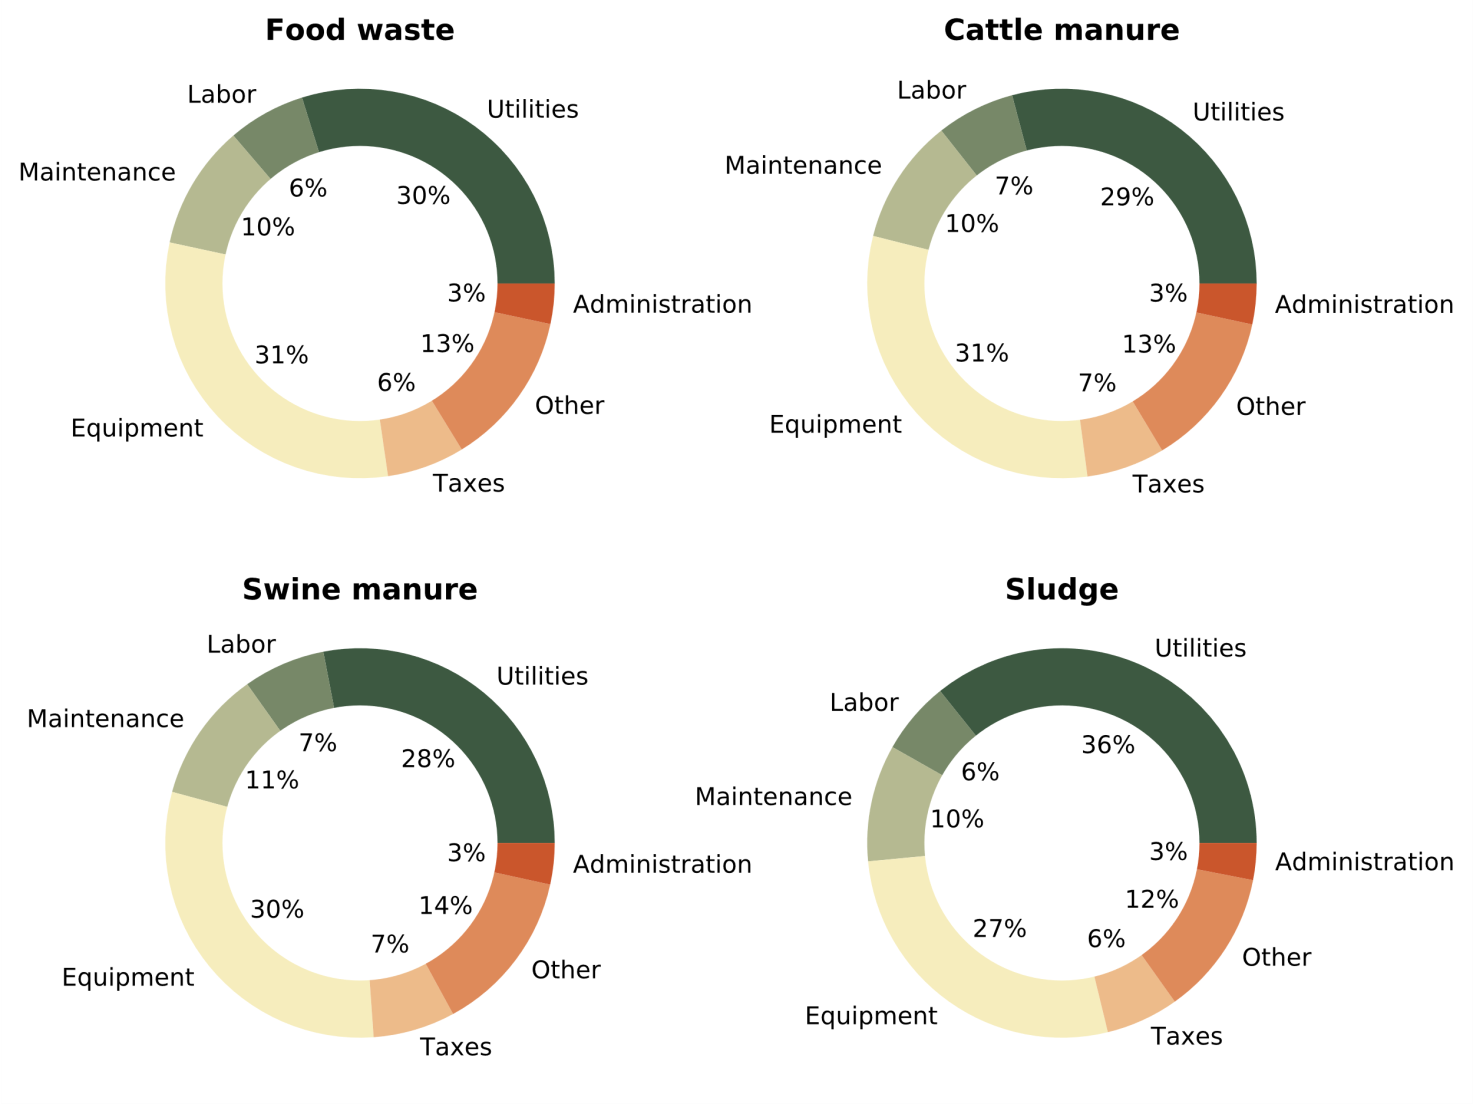 Food waste
Labor
Utilities
Maintenance
6%
30%
10%
3%
Administration
31%
13%
6%
Other
Equipment
Taxes
Cattle manure
Labor
Utilities
Maintenance
7%
29%
10%
3%
Administration
31%
13%
7%
Other
Equipment
Taxes
Swine manure
Labor
Utilities
Maintenance
7%
28%
11%
3%
Administration
30%
14%
7%
Other
Equipment
Taxes
Sludge
Utilities
Labor
36%
6%
Maintenance
10%
3%
Administration
12%
27%
6%
Other
Equipment
Taxes